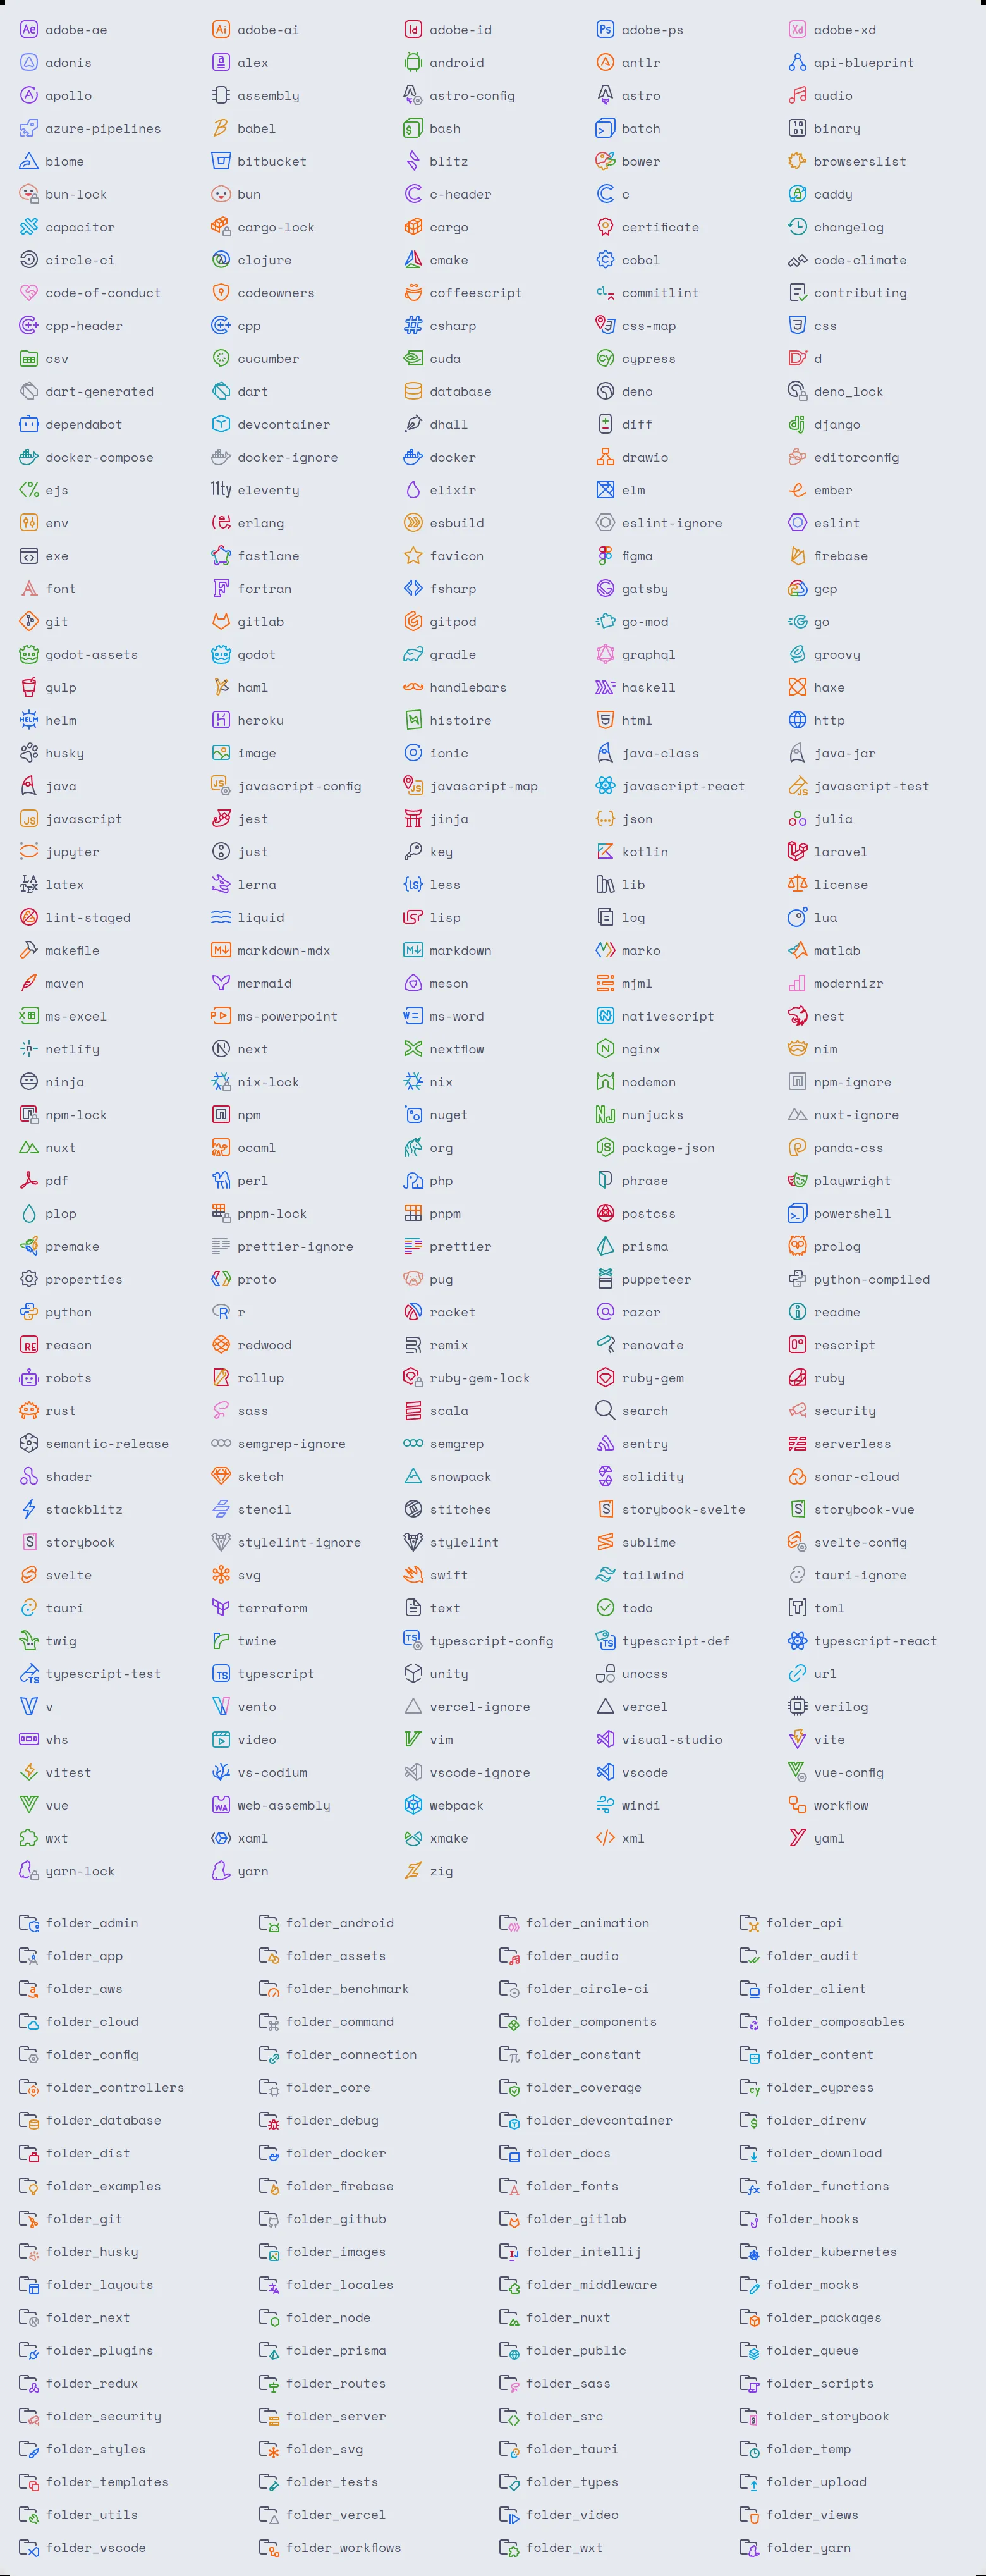 adobe-ae adobe-ai adobe-id adobe-ps adobe-xd
adonis alex android antlr api-blueprint
apollo assembly astro-config astro audio
azure-pipelines babel bash batch binary
biome bitbucket blitz bower browserslist
bun-lock bun c-header c caddy
capacitor cargo-lock cargo certificate changelog
circle-ci clojure cmake cobol code-climate
code-of-conduct codeowners coffeescript commitlint contributing
cpp-header cpp csharp css-map css
csv cucumber cuda cypress d
dart-generated dart database deno deno_lock
dependabot devcontainer dhall diff django
docker-compose docker-ignore docker drawio editorconfig
ejs eleventy elixir elm ember
env erlang esbuild eslint-ignore eslint
exe fastlane favicon figma firebase
font fortran fsharp gatsby gcp
git gitlab gitpod go-mod go
godot-assets godot gradle graphql groovy
gulp haml handlebars haskell haxe
helm heroku histoire html http
husky image ionic java-class java-jar
java javascript-config javascript-map javascript-react javascript-test
javascript jest jinja json julia
jupyter just key kotlin laravel
latex lerna less lib license
lint-staged liquid lisp log lua
makefile markdown-mdx markdown marko matlab
maven mermaid meson mjml modernizr
ms-excel ms-powerpoint ms-word nativescript nest
netlify next nextflow nginx nim
ninja nix-lock nix nodemon npm-ignore
npm-lock npm nuget nunjucks nuxt-ignore
nuxt ocaml org package-json panda-css
pdf perl php phrase playwright
plop pnpm-lock pnpm postcss powershell
premake prettier-ignore prettier prisma prolog
properties proto pug puppeteer python-compiled
python r racket razor readme
reason redwood remix renovate rescript
robots rollup ruby-gem-lock ruby-gem ruby
rust sass scala search security
semantic-release semgrep-ignore semgrep sentry serverless
shader sketch snowpack solidity sonar-cloud
stackblitz stencil stitches storybook-svelte storybook-vue
storybook stylelint-ignore stylelint sublime svelte-config
svelte svg swift tailwind tauri-ignore
tauri terraform text todo toml
twig twine typescript-config typescript-def typescript-react
typescript-test typescript unity unocss url
v vento vercel-ignore vercel verilog
vhs video vim visual-studio vite
vitest vs-codium vscode-ignore vscode vue-config
vue web-assembly webpack windi workflow
wxt xaml xmake xml yaml
yarn-lock yarn zig
folder_admin folder_android folder_animation folder_api
folder_app folder_assets folder_audio folder_audit
folder_aws folder_benchmark folder_circle-ci folder_client
folder_cloud folder_command folder_components folder_composables
folder_config folder_connection folder_constant folder_content
folder_controllers folder_core folder_coverage folder_cypress
folder_database folder_debug folder_devcontainer folder_direnv
folder_dist folder_docker folder_docs folder_download
folder_examples folder_firebase folder_fonts folder_functions
folder_git folder_github folder_gitlab folder_hooks
folder_husky folder_images folder_intellij folder_kubernetes
folder_layouts folder_locales folder_middleware folder_mocks
folder_next folder_node folder_nuxt folder_packages
folder_plugins folder_prisma folder_public folder_queue
folder_redux folder_routes folder_sass folder_scripts
folder_security folder_server folder_src folder_storybook
folder_styles folder_svg folder_tauri folder_temp
folder_templates folder_tests folder_types folder_upload
folder_utils folder_vercel folder_video folder_views
folder_vscode folder_workflows folder_wxt folder_yarn